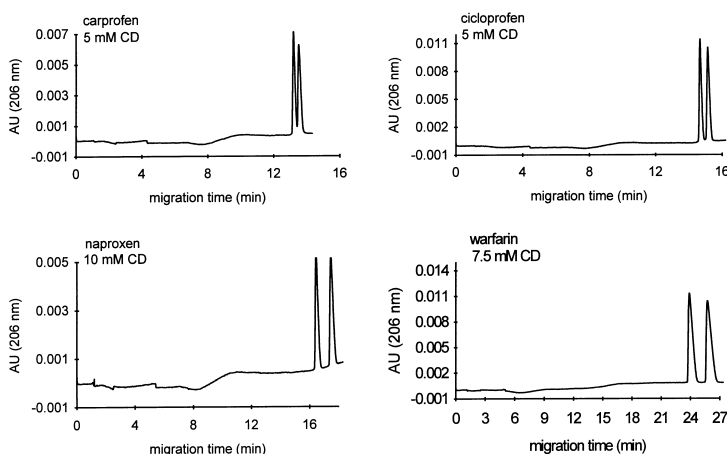 carprofen
5 mM CD
0.007
0.005
0.003
0.001
-0.001
AU (206 nm)
0 4 8 12 16
migration time (min)
cicloprofen
5 mM CD
0.011
0.008
0.005
0.002
-0.001
AU (206 nm)
0 2 4 6 8 10 12 14 16
migration time (min)
naproxen
10 mM CD
0.005
0.003
0.001
-0.001
AU (206 nm)
0 4 8 12 16
migration time (min)
warfarin
7.5 mM CD
0.014
0.011
0.008
0.005
0.002
-0.001
AU (206 nm)
0 3 6 9 12 15 18 21 24 27
migration time (min)